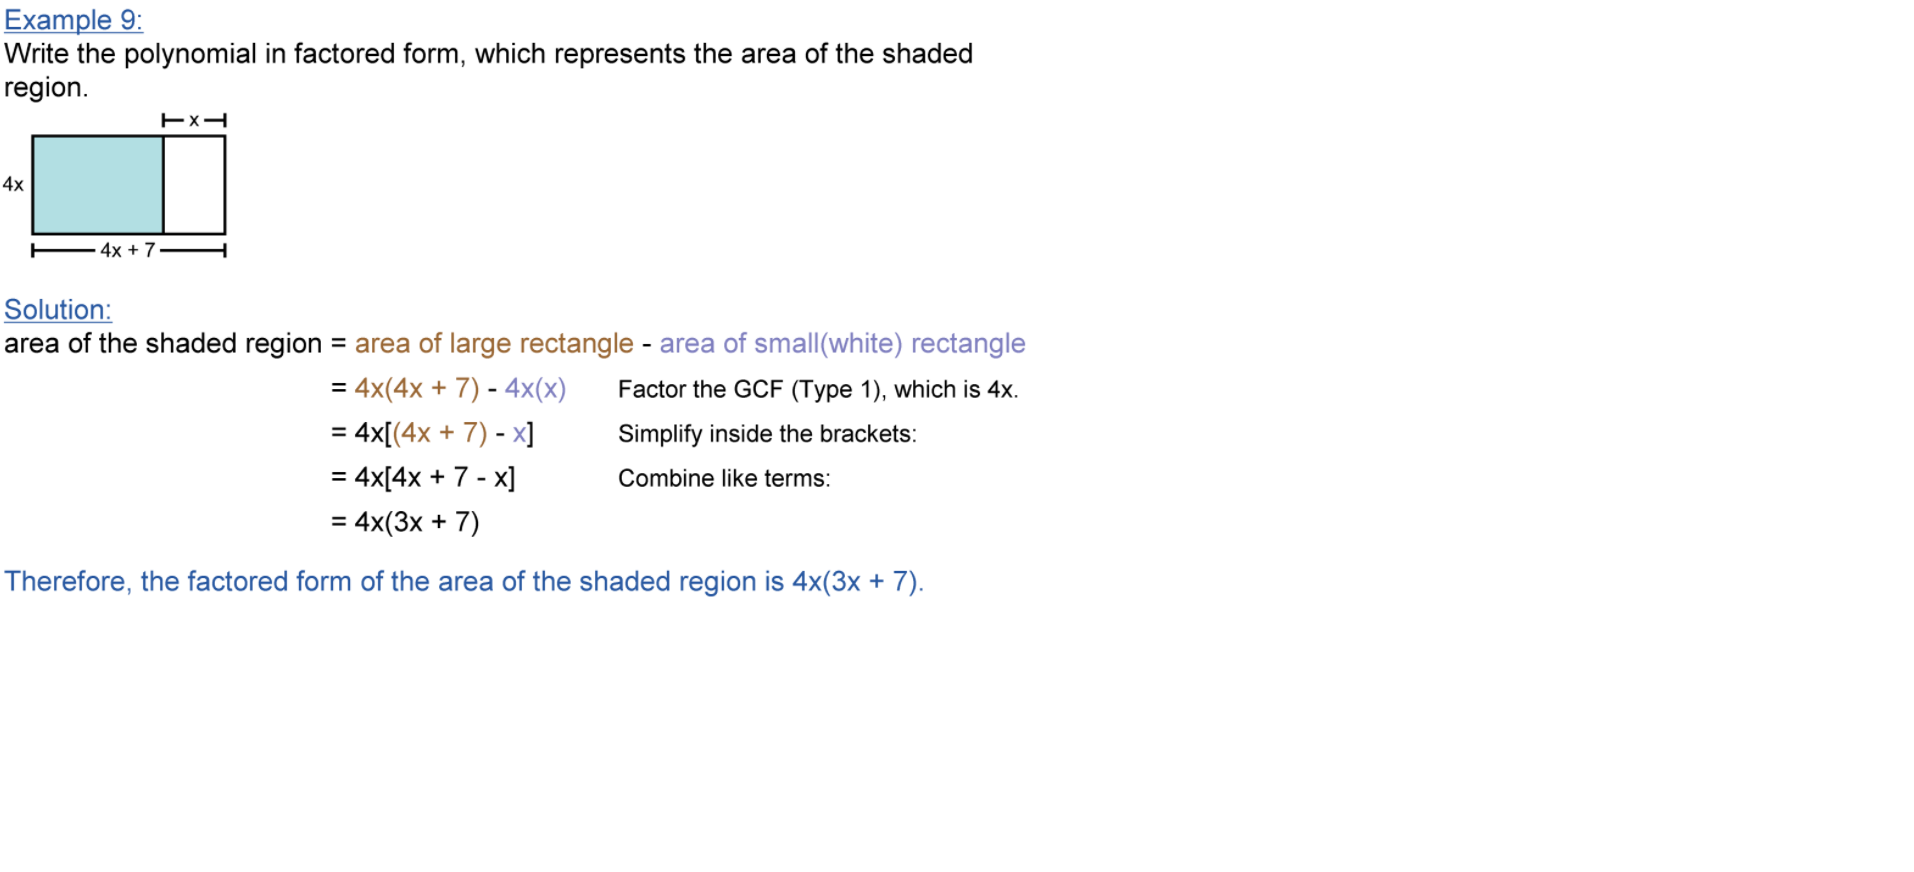 Example 9:
Write the polynomial in factored form, which represents the area of the shaded
region.
x
4x
4x + 7
Solution:
area of the shaded region = area of large rectangle - area of small(white) rectangle
= 4x(4x + 7) - 4x(x) Factor the GCF (Type 1), which is 4x.
= 4x[(4x + 7) - x] Simplify inside the brackets:
= 4x[4x + 7 - x] Combine like terms:
= 4x(3x + 7)
Therefore, the factored form of the area of the shaded region is 4x(3x + 7).